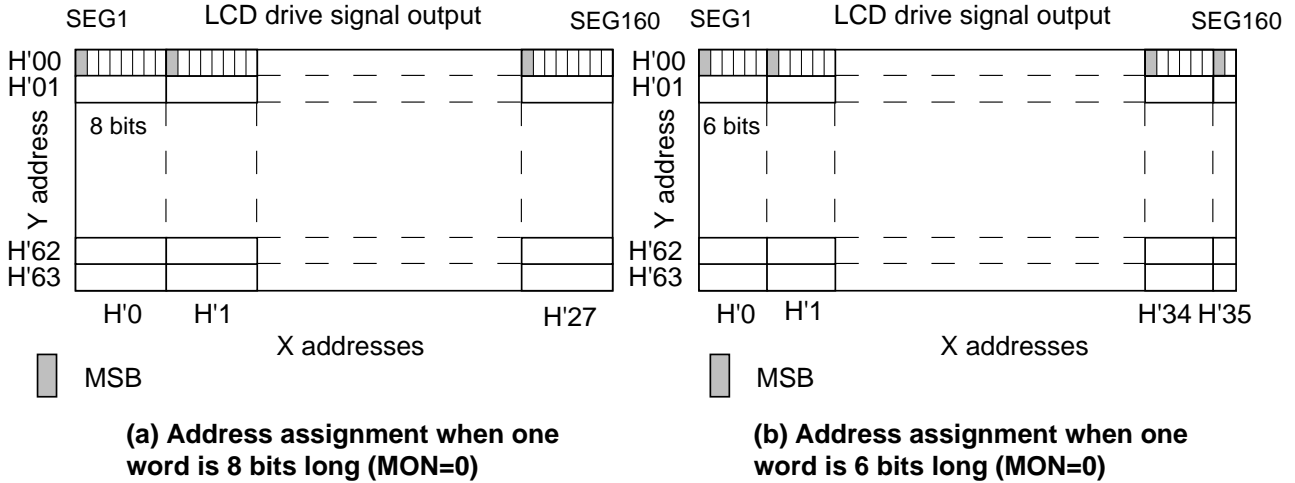 SEG1 LCD drive signal output SEG160
H'00
H'01
8 bits
Y address
H'62
H'63
H'0 H'1 H'27
X addresses
MSB
(a) Address assignment when one
word is 8 bits long (MON=0)
SEG1 LCD drive signal output SEG160
H'00
H'01
6 bits
Y address
H'62
H'63
H'0 H'1 H'34 H'35
X addresses
MSB
(b) Address assignment when one
word is 6 bits long (MON=0)